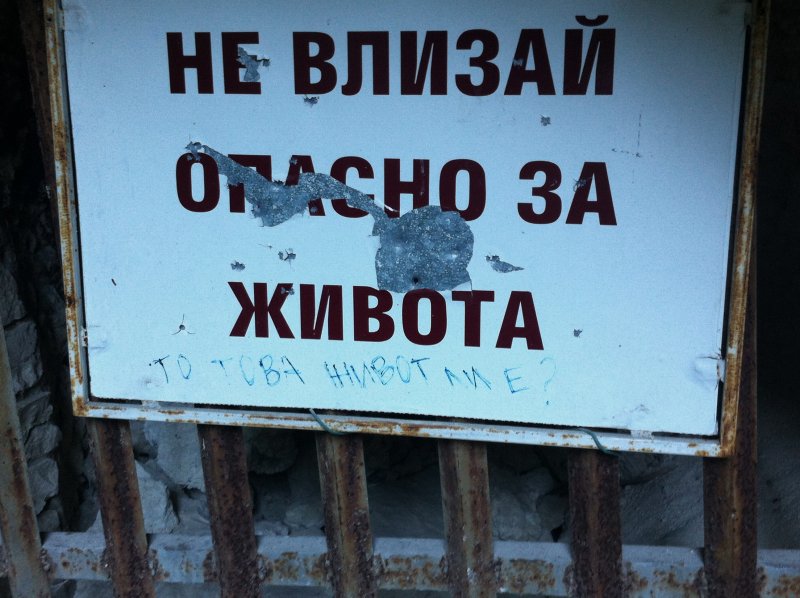 НЕ ВЛИЗАЙ
ОПАСНО ЗА
ЖИВОТА
ТО ТОВА ЖИВОТ ЛИ Е?